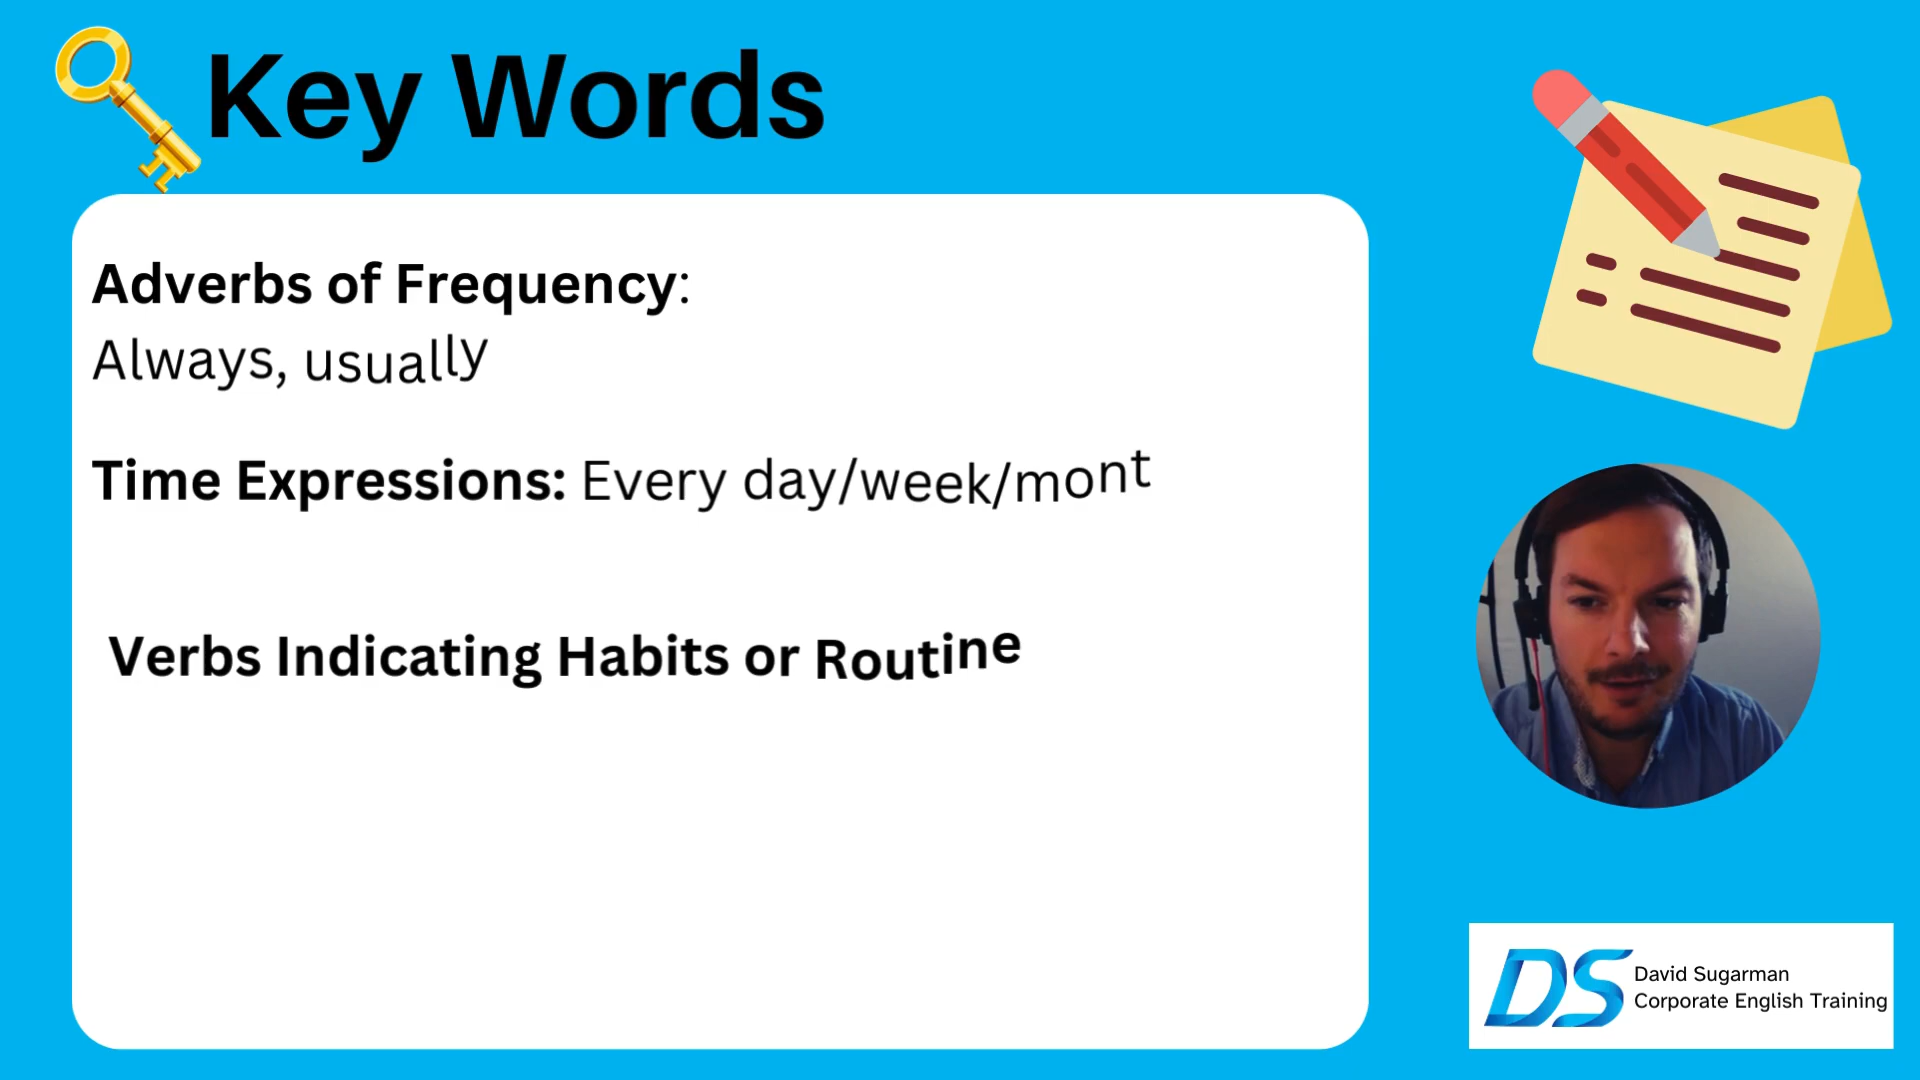 Key Words
Adverbs of Frequency:
Always, usually
Time Expressions: Every day/week/mont
Verbs Indicating Habits or Routine
DS
David Sugarman
Corporate English Training